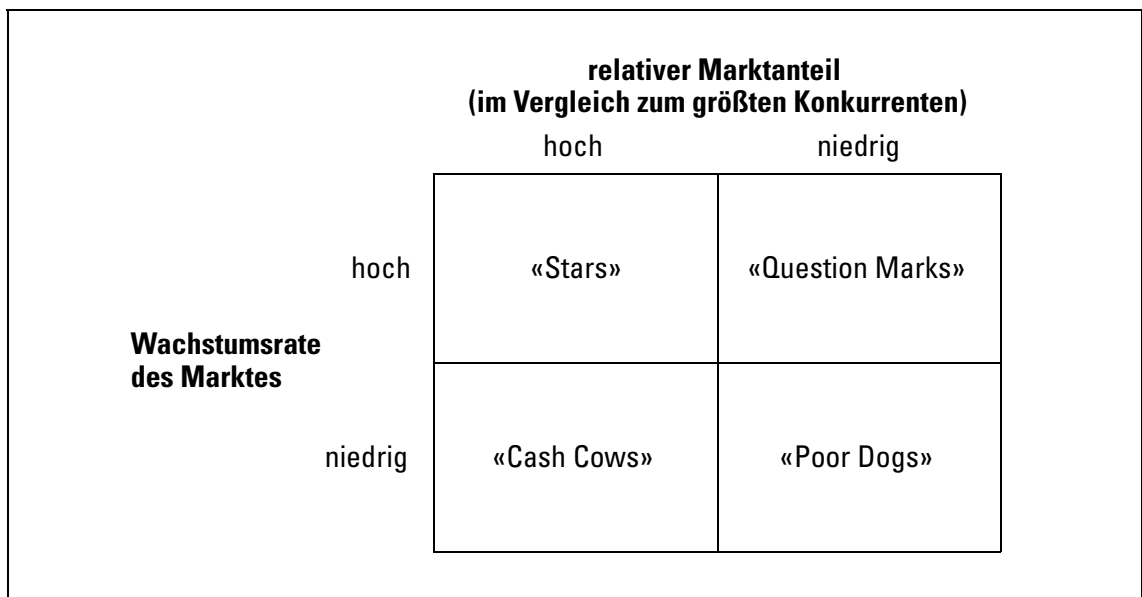 relativer Marktanteil
(im Vergleich zum größten Konkurrenten)
hoch niedrig
hoch «Stars» «Question Marks»
Wachstumsrate
des Marktes
niedrig «Cash Cows» «Poor Dogs»